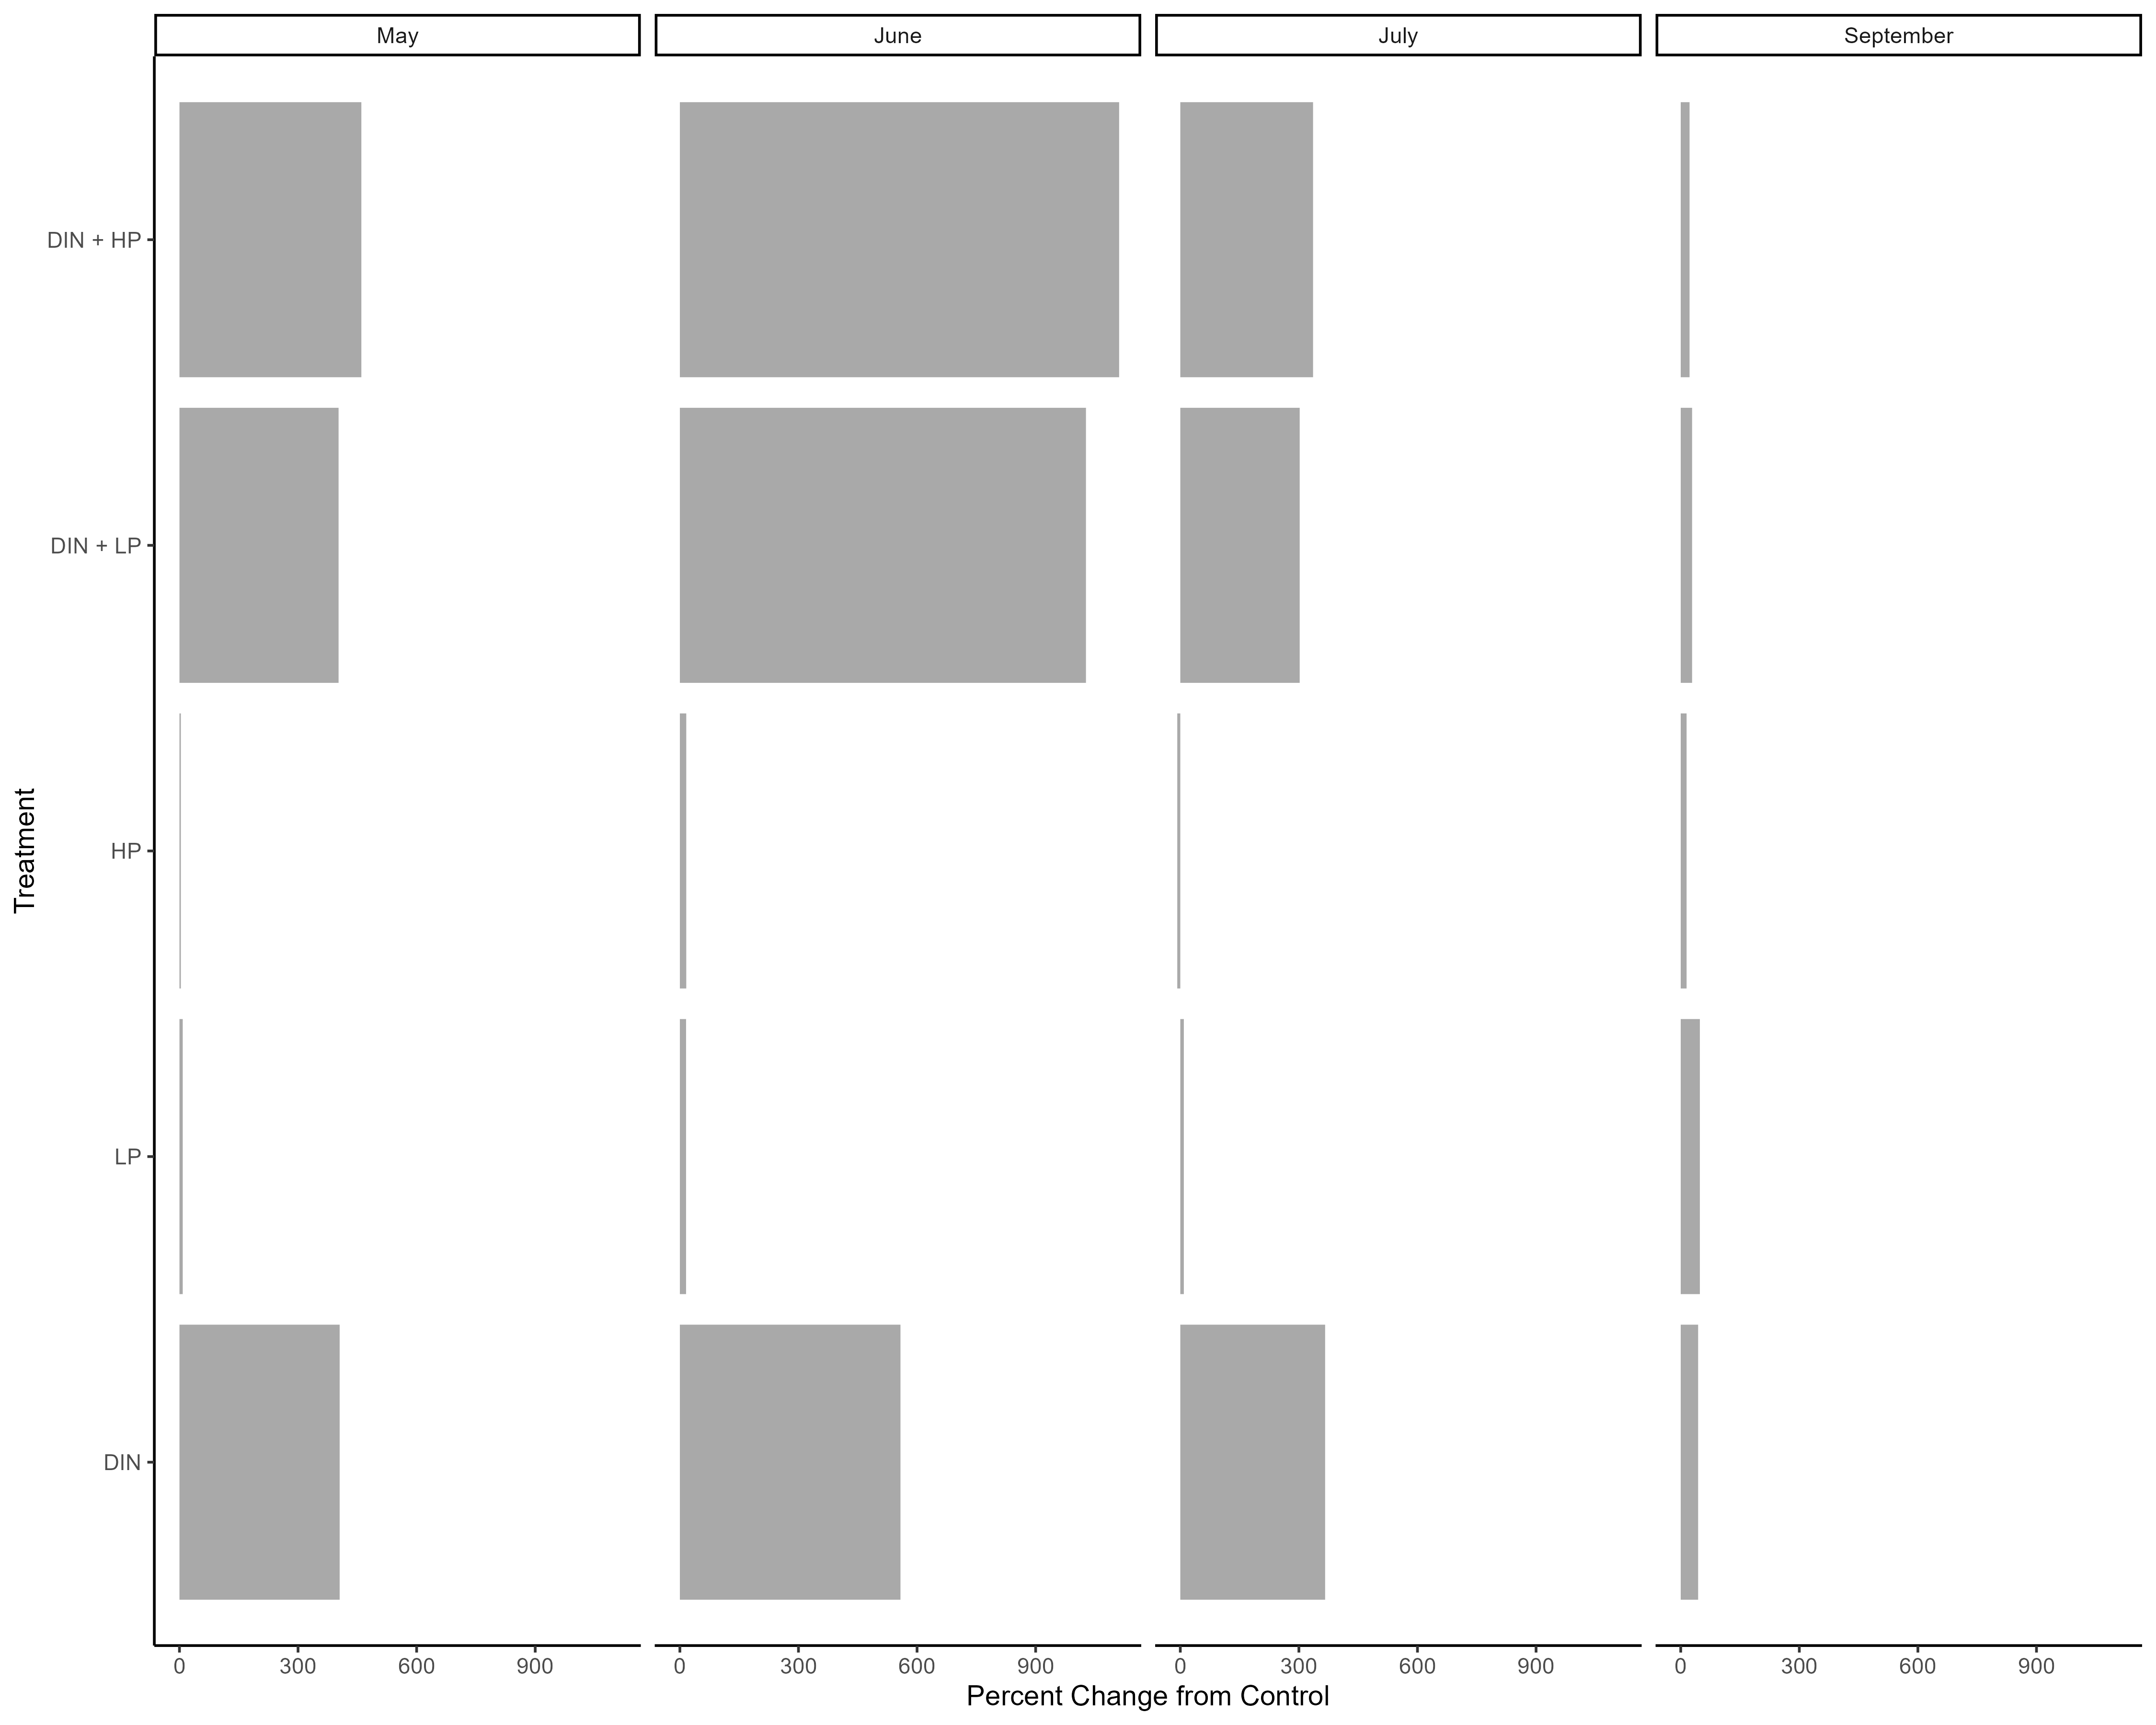 May June July September
DIN + HP
DIN + LP
HP
LP
DIN
Treatment
0 300 600 900 0 300 600 900 0 300 600 900 0 300 600 900
Percent Change from Control